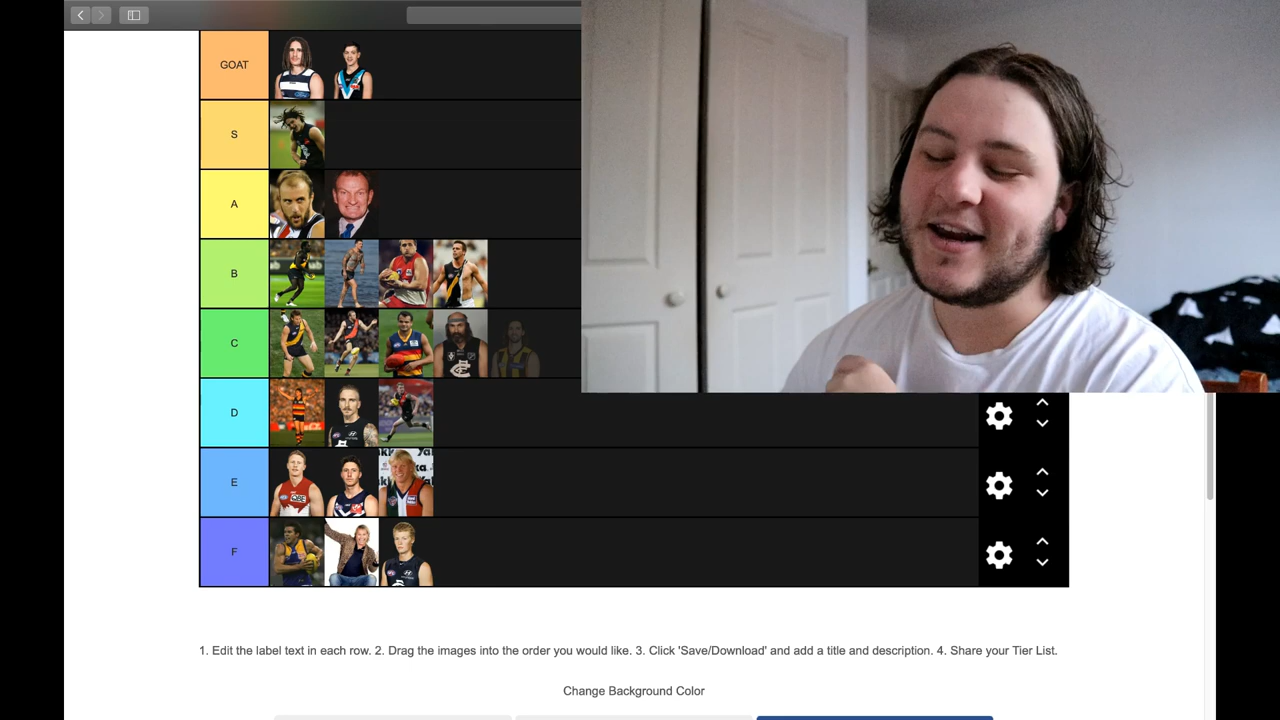 GOAT
S
A
B
C
D
E
F
1. Edit the label text in each row. 2. Drag the images into the order you would like. 3. Click 'Save/Download' and add a title and description. 4. Share your Tier List.
Change Background Color